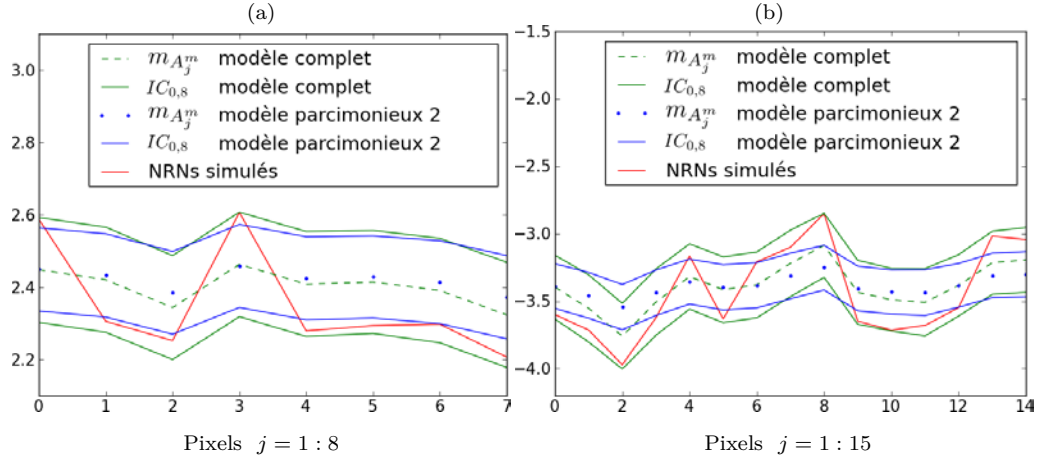 (a)
3.0
2.8
2.6
2.4
2.2
m_{A_j^m} modèle complet
IC_{0,8} modèle complet
m_{A_j^m} modèle parcimonieux 2
IC_{0,8} modèle parcimonieux 2
NRNs simulés
0 1 2 3 4 5 6 7
Pixels j = 1 : 8
(b)
−1.5
−2.0
−2.5
−3.0
−3.5
−4.0
m_{A_j^m} modèle complet
IC_{0,8} modèle complet
m_{A_j^m} modèle parcimonieux 2
IC_{0,8} modèle parcimonieux 2
NRNs simulés
0 2 4 6 8 10 12 14
Pixels j = 1 : 15